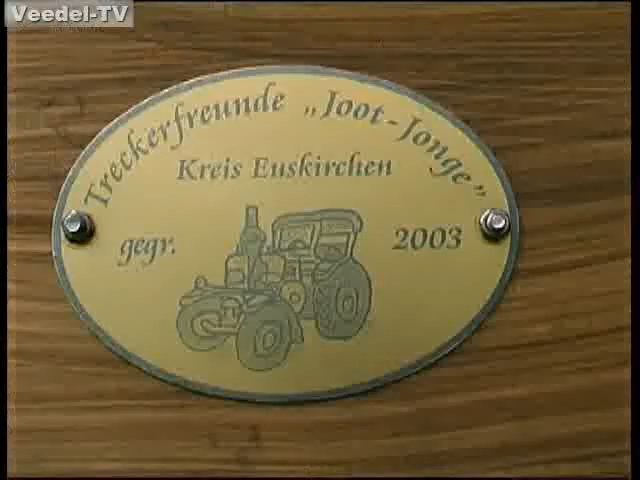 Veedel-TV
Treckerfreunde „Joot-Jonge”
Kreis Euskirchen
gegr. 2003